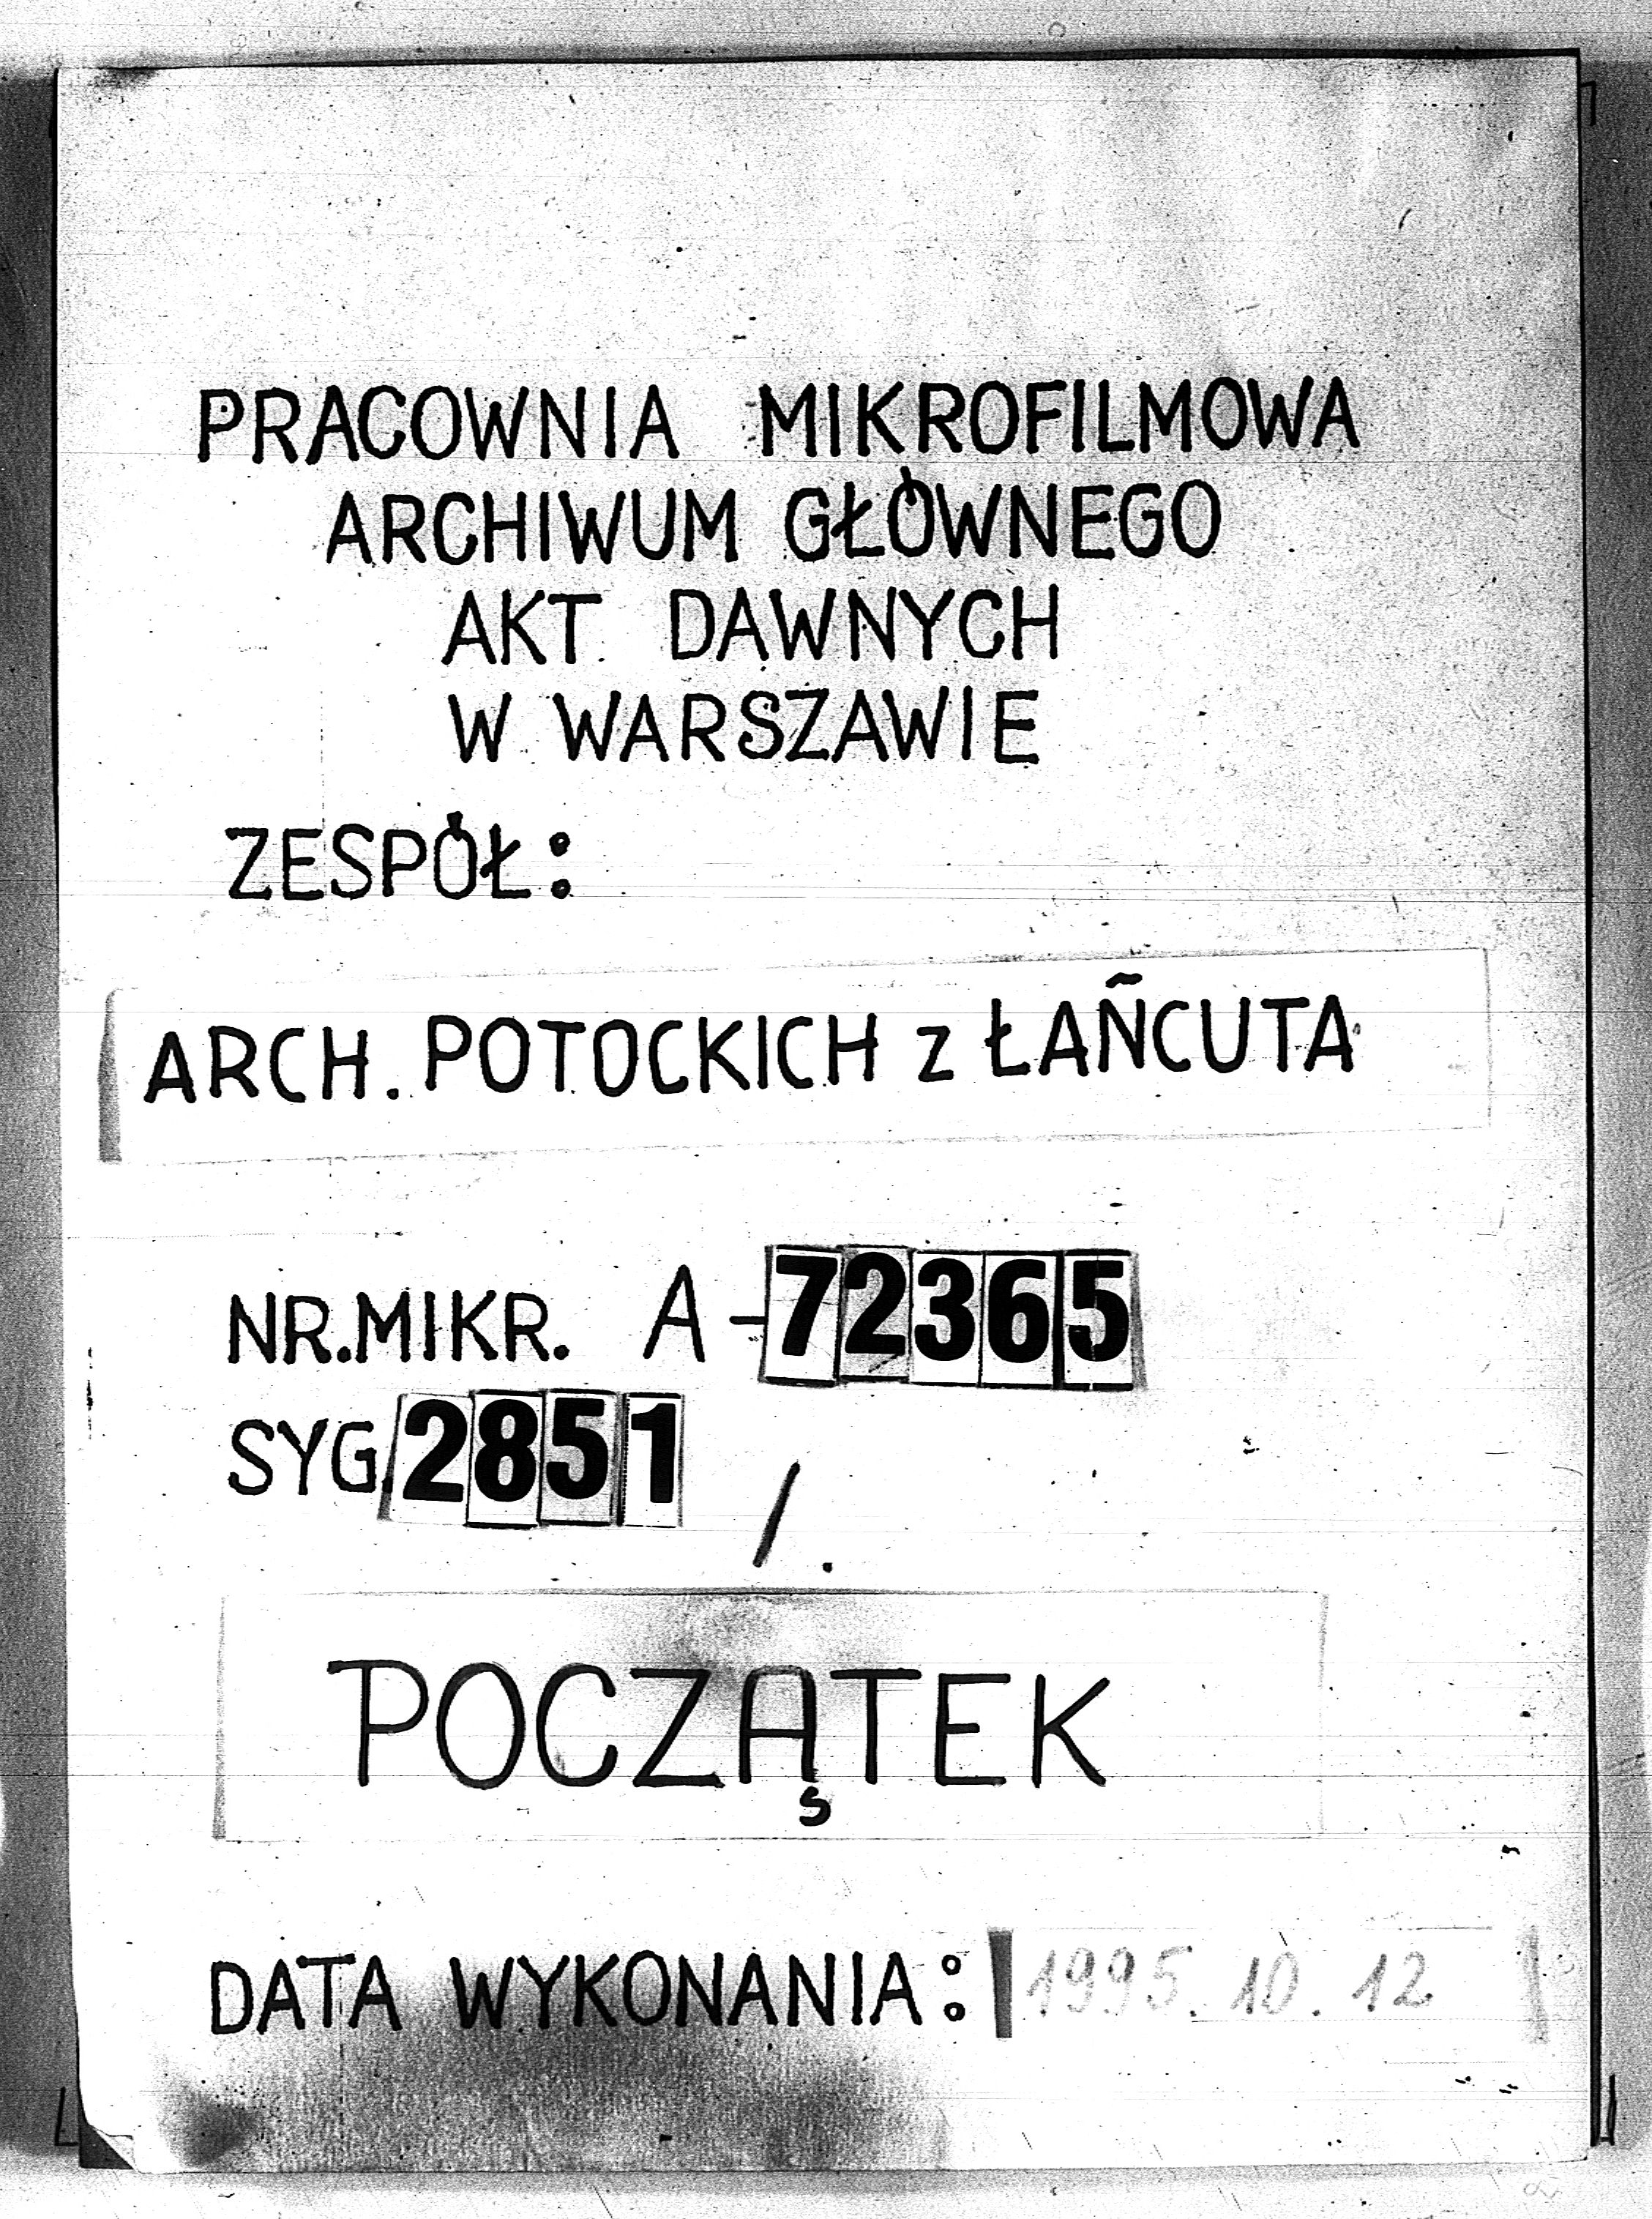 PRACOWNIA MIKROFILMOWA
ARCHIWUM GŁÓWNEGO
AKT DAWNYCH
W WARSZAWIE
ZESPÓŁ:
ARCH. POTOCKICH z ŁAŃCUTA
NR.MIKR. A-72365
SYG.2851
/.
POCZĄTEK
DATA WYKONANIA: 1995.10.12